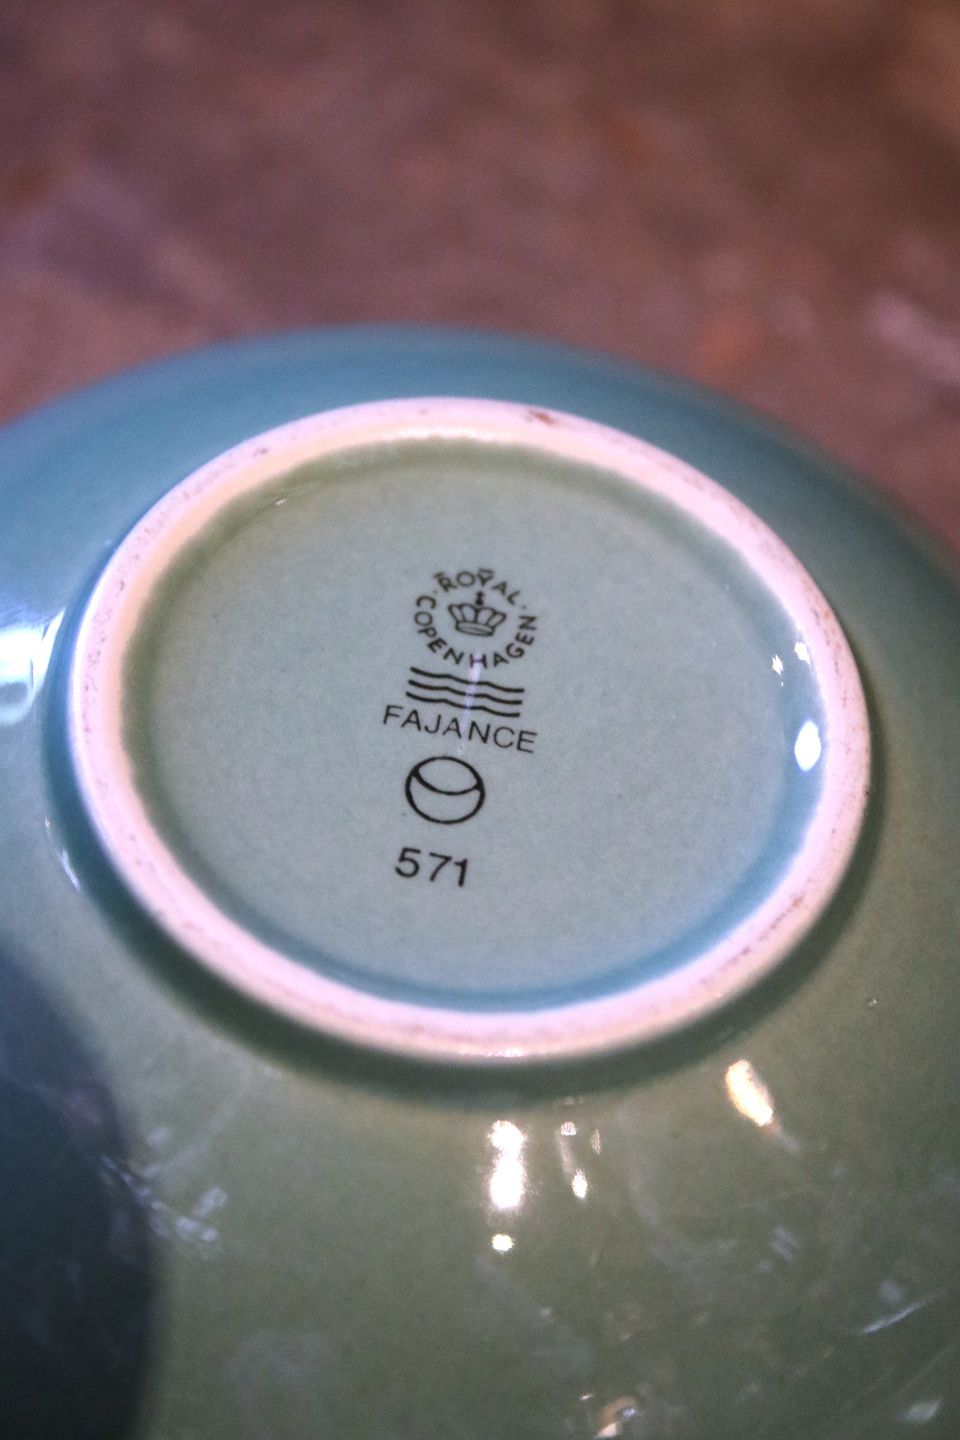 ROYAL
COPENHAGEN
FAJANCE
571